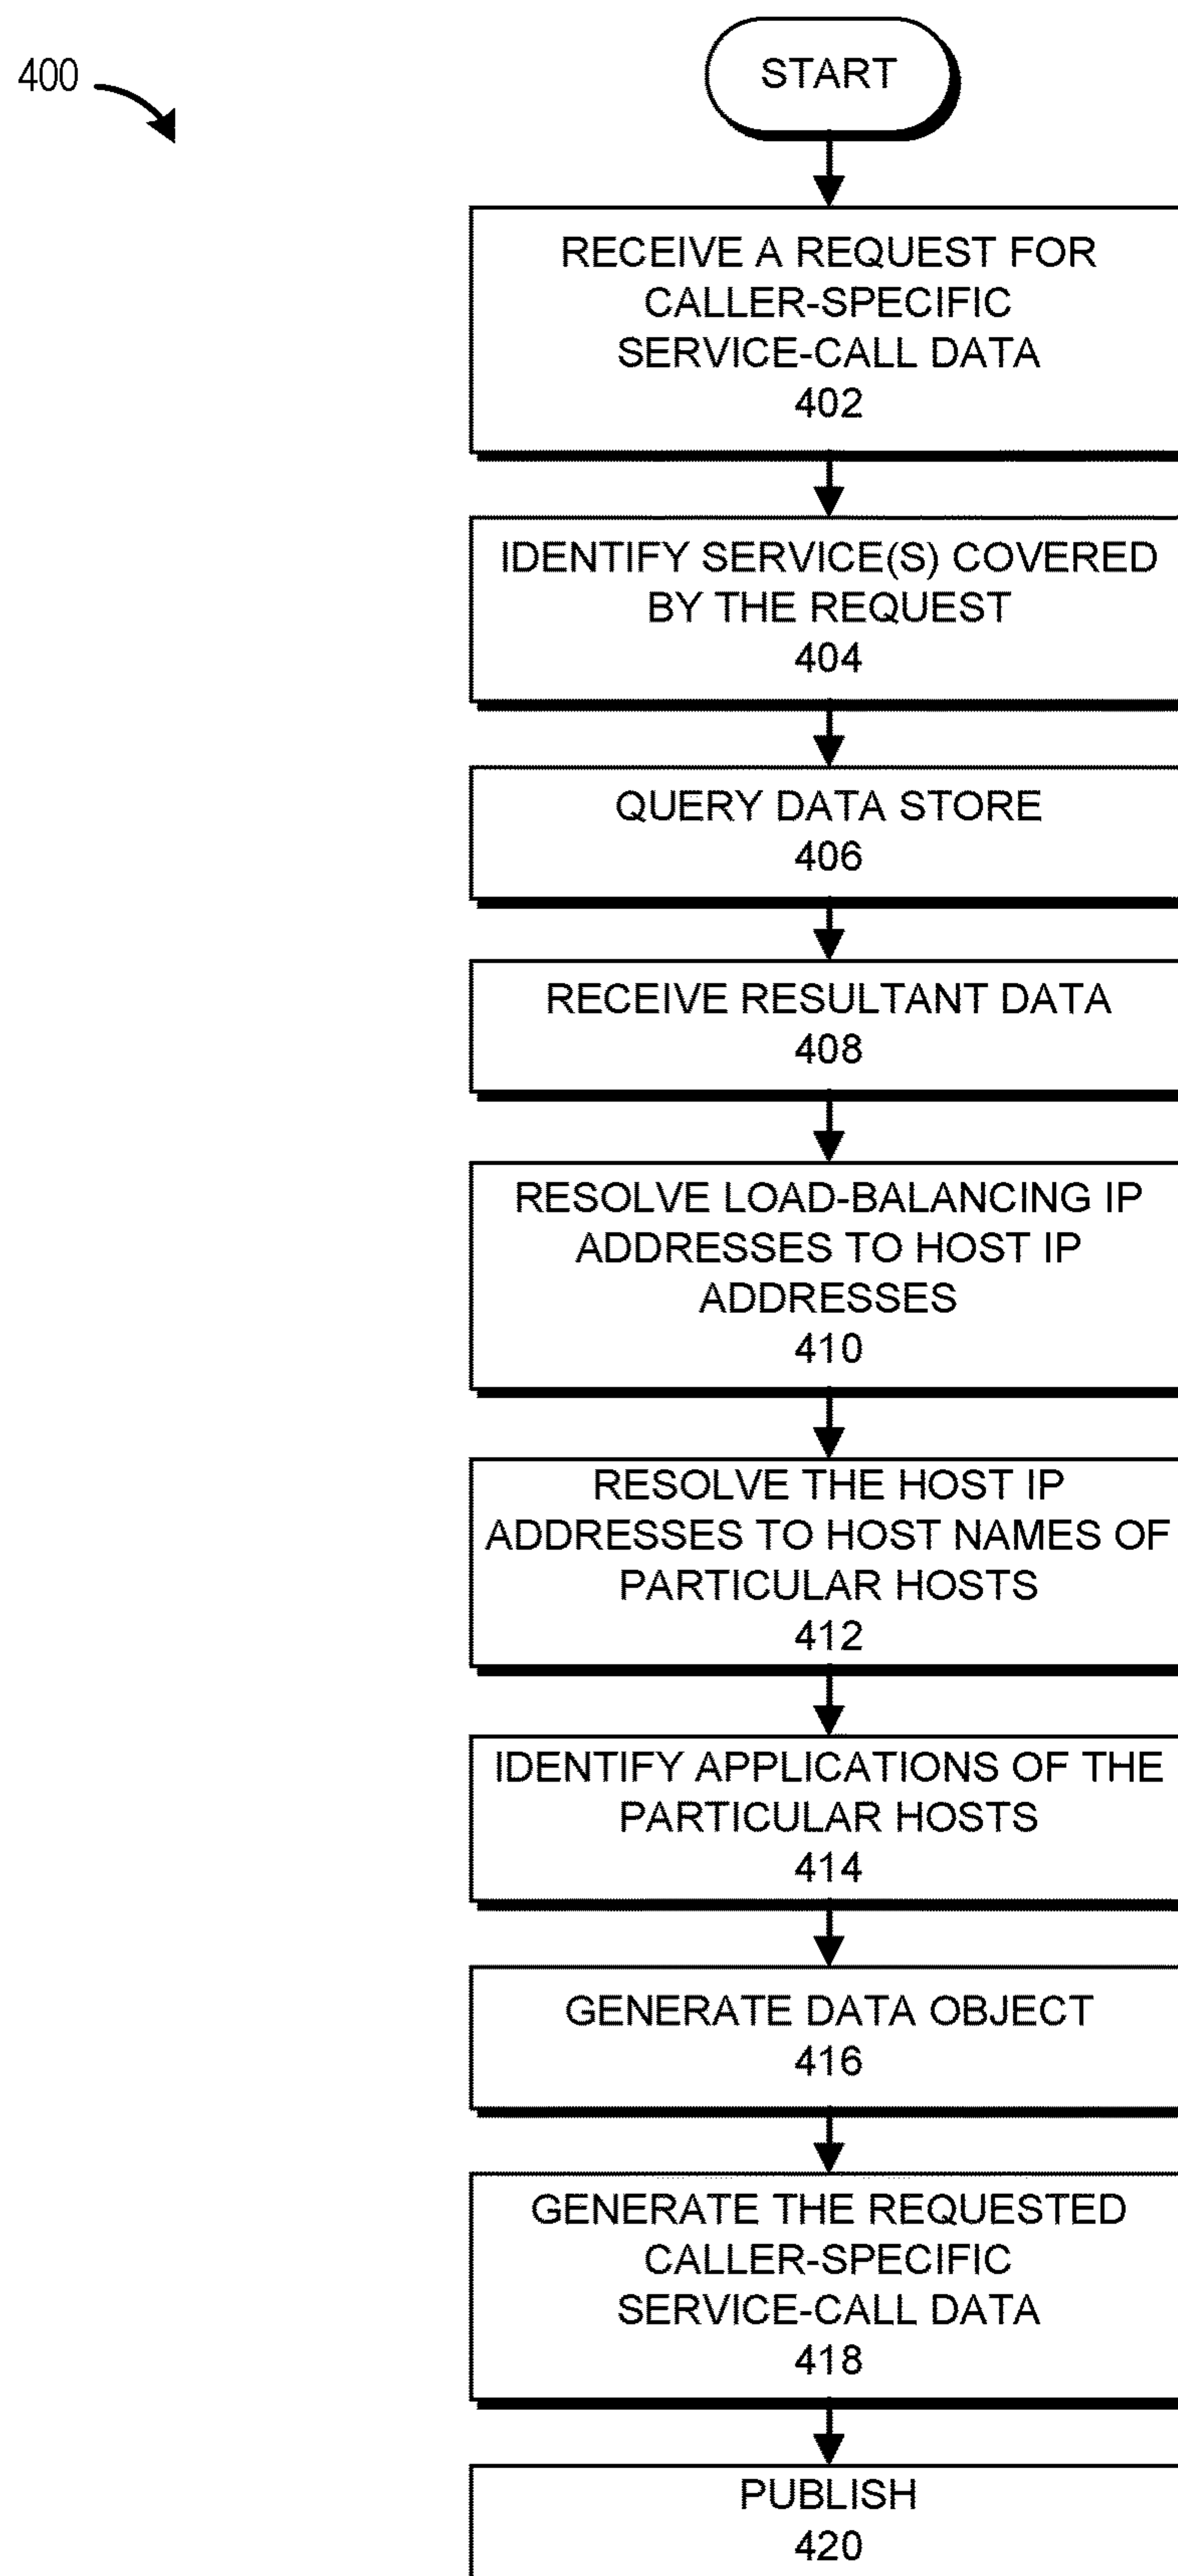 400
START
RECEIVE A REQUEST FOR
CALLER-SPECIFIC
SERVICE-CALL DATA
402
IDENTIFY SERVICE(S) COVERED
BY THE REQUEST
404
QUERY DATA STORE
406
RECEIVE RESULTANT DATA
408
RESOLVE LOAD-BALANCING IP
ADDRESSES TO HOST IP
ADDRESSES
410
RESOLVE THE HOST IP
ADDRESSES TO HOST NAMES OF
PARTICULAR HOSTS
412
IDENTIFY APPLICATIONS OF THE
PARTICULAR HOSTS
414
GENERATE DATA OBJECT
416
GENERATE THE REQUESTED
CALLER-SPECIFIC
SERVICE-CALL DATA
418
PUBLISH
420